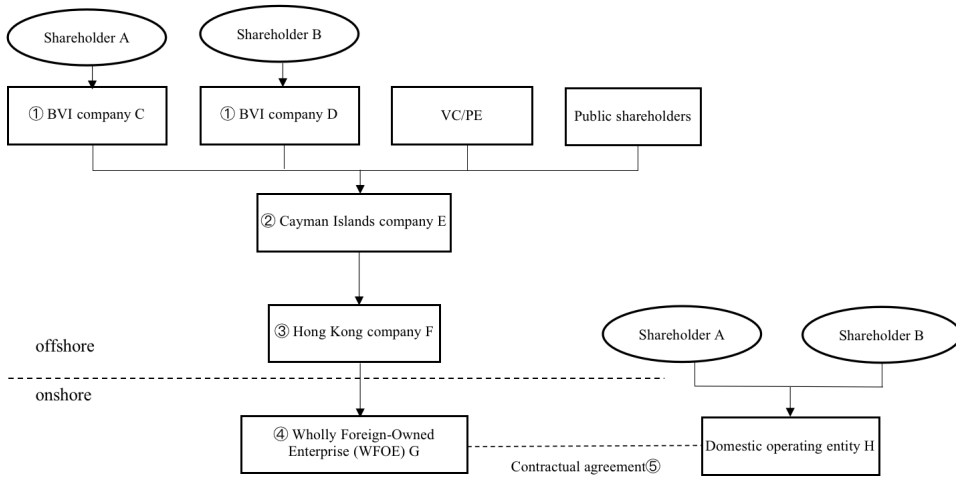 Shareholder A
Shareholder B
① BVI company C
① BVI company D
VC/PE
Public shareholders
② Cayman Islands company E
③ Hong Kong company F
Shareholder A
Shareholder B
offshore
onshore
④ Wholly Foreign-Owned
Enterprise (WFOE) G
Domestic operating entity H
Contractual agreement⑤